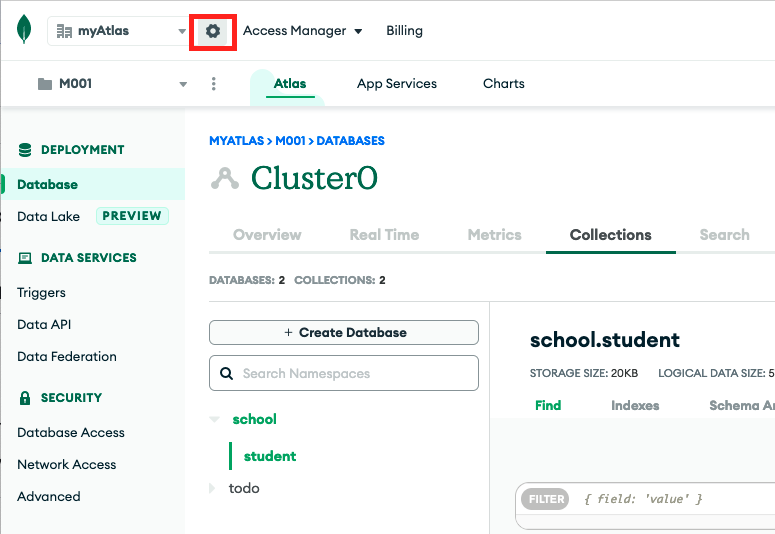 myAtlas
Access Manager
Billing
M001
Atlas
App Services
Charts
DEPLOYMENT
Database
Data Lake PREVIEW
DATA SERVICES
Triggers
Data API
Data Federation
SECURITY
Database Access
Network Access
Advanced
MYATLAS > M001 > DATABASES
Cluster0
Overview
Real Time
Metrics
Collections
Search
DATABASES: 2 COLLECTIONS: 2
+ Create Database
Search Namespaces
school
student
todo
school.student
STORAGE SIZE: 20KB LOGICAL DATA SIZE: 5
Find
Indexes
Schema An
FILTER { field: 'value' }